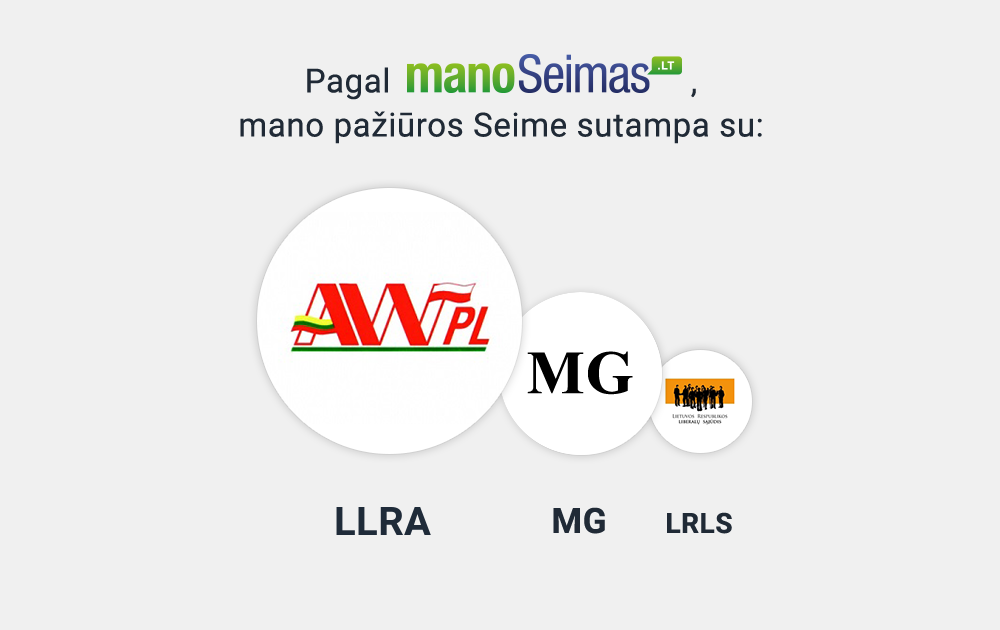 Pagal manoSeimas.LT ,
mano pažiūros Seime sutampa su:
AWPL
MG
LIETUVOS RESPUBLIKOS
LIBERALŲ SĄJŪDIS
LLRA MG LRLS